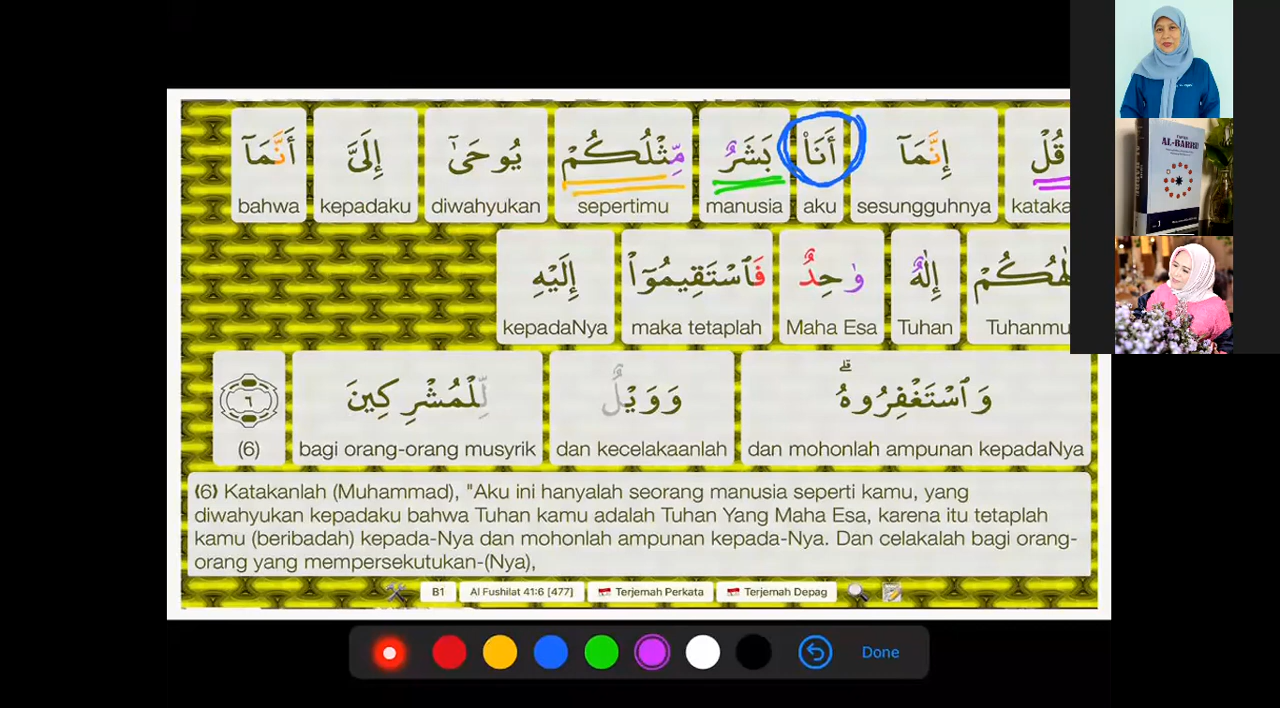 قُلْ إِنَّمَآ أَنَا۠ بَشَرٌ مِّثْلُكُمْ يُوحَىٰٓ إِلَىَّ أَنَّمَآ
kataka sesungguhnya aku manusia sepertimu diwahyukan kepadaku bahwa
إِلَٰهٌ وَٰحِدٌ فَٱسْتَقِيمُوٓا۟ إِلَيْهِ
Tuhanmu Tuhan Maha Esa maka tetaplah kepadaNya
وَٱسْتَغْفِرُوهُ ۗ وَوَيْلٌ لِّلْمُشْرِكِينَ ٦
dan mohonlah ampunan kepadaNya dan kecelakaanlah bagi orang-orang musyrik (6)
(6) Katakanlah (Muhammad), "Aku ini hanyalah seorang manusia seperti kamu, yang
diwahyukan kepadaku bahwa Tuhan kamu adalah Tuhan Yang Maha Esa, karena itu tetaplah
kamu (beribadah) kepada-Nya dan mohonlah ampunan kepada-Nya. Dan celakalah bagi orang-
orang yang mempersekutukan-(Nya),
B1 Al Fushilat 41:6 [477] Terjemah Perkata Terjemah Depag
Done
AL-BARRU